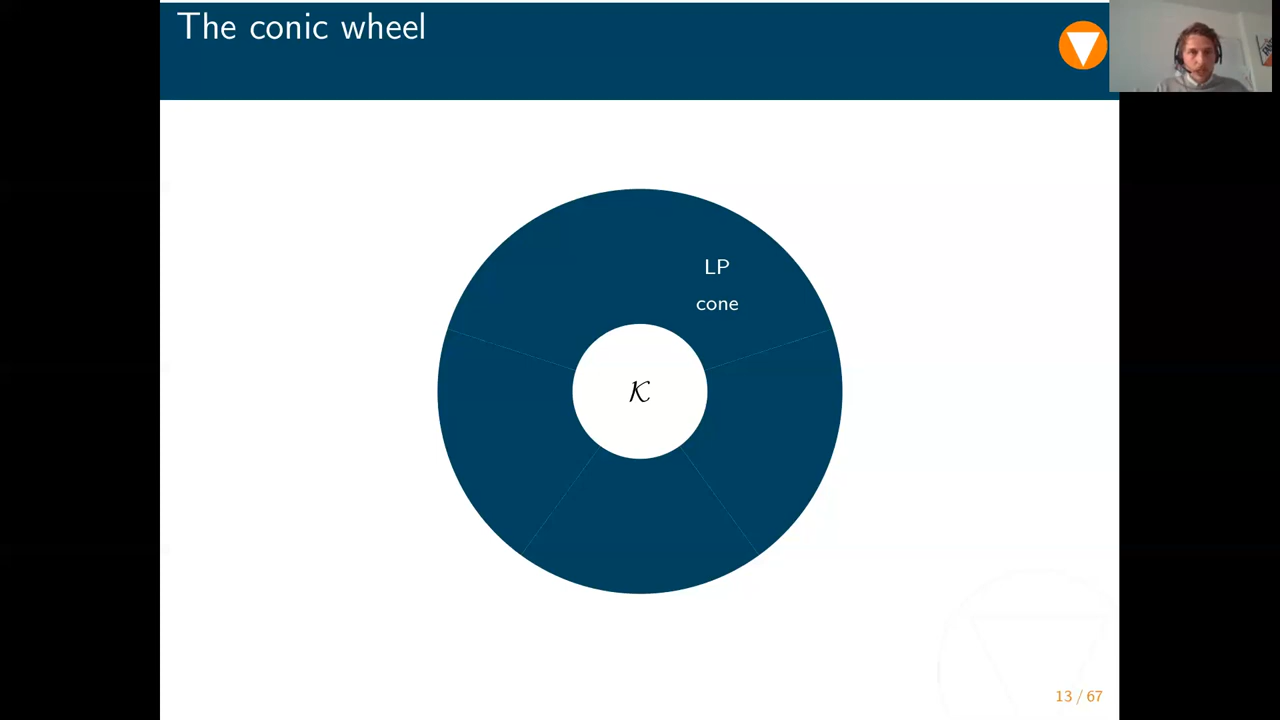 The conic wheel
LP
cone
𝒦
13 / 67